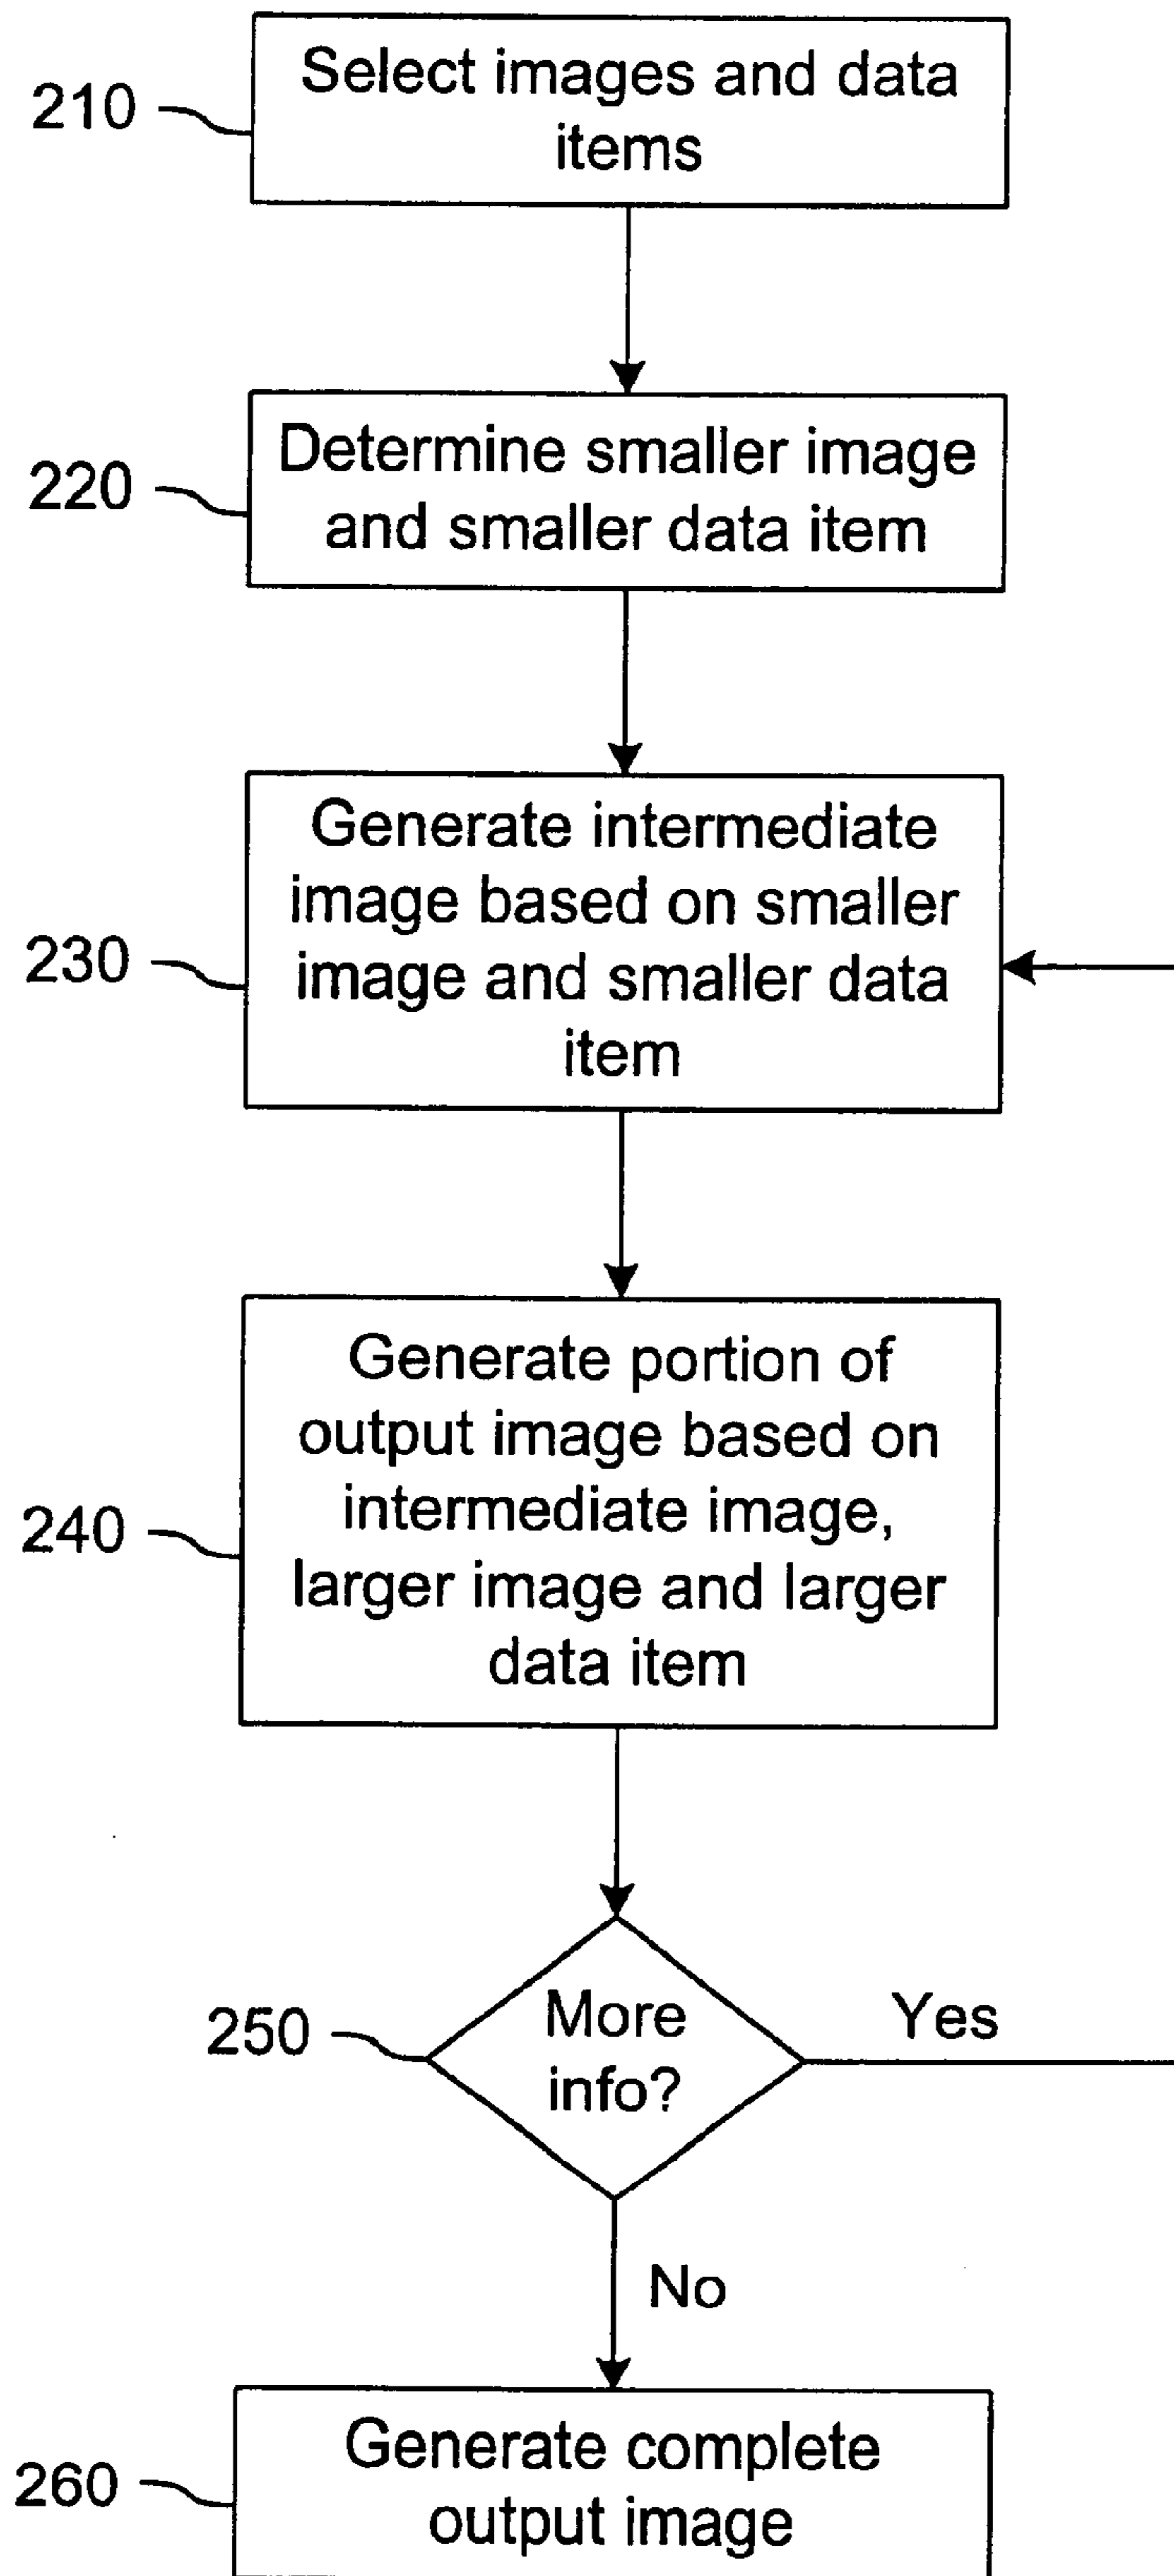 210
Select images and data
items
220
Determine smaller image
and smaller data item
230
Generate intermediate
image based on smaller
image and smaller data
item
240
Generate portion of
output image based on
intermediate image,
larger image and larger
data item
250
More
info?
Yes
No
260
Generate complete
output image